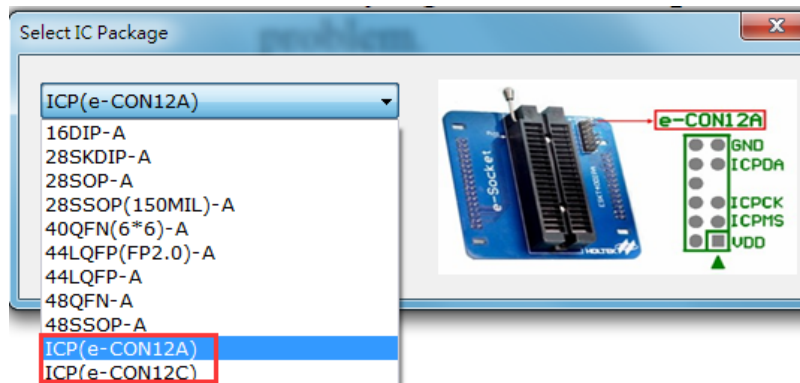 problem.
Select IC Package
ICP(e-CON12A)
16DIP-A
28SKDIP-A
28SOP-A
28SSOP(150MIL)-A
40QFN(6*6)-A
44LQFP(FP2.0)-A
44LQFP-A
48QFN-A
48SSOP-A
ICP(e-CON12A)
ICP(e-CON12C)
e-CON12A
GND
ICPDA
ICPCK
ICPMS
VDD
e-Socket
HOLTEK